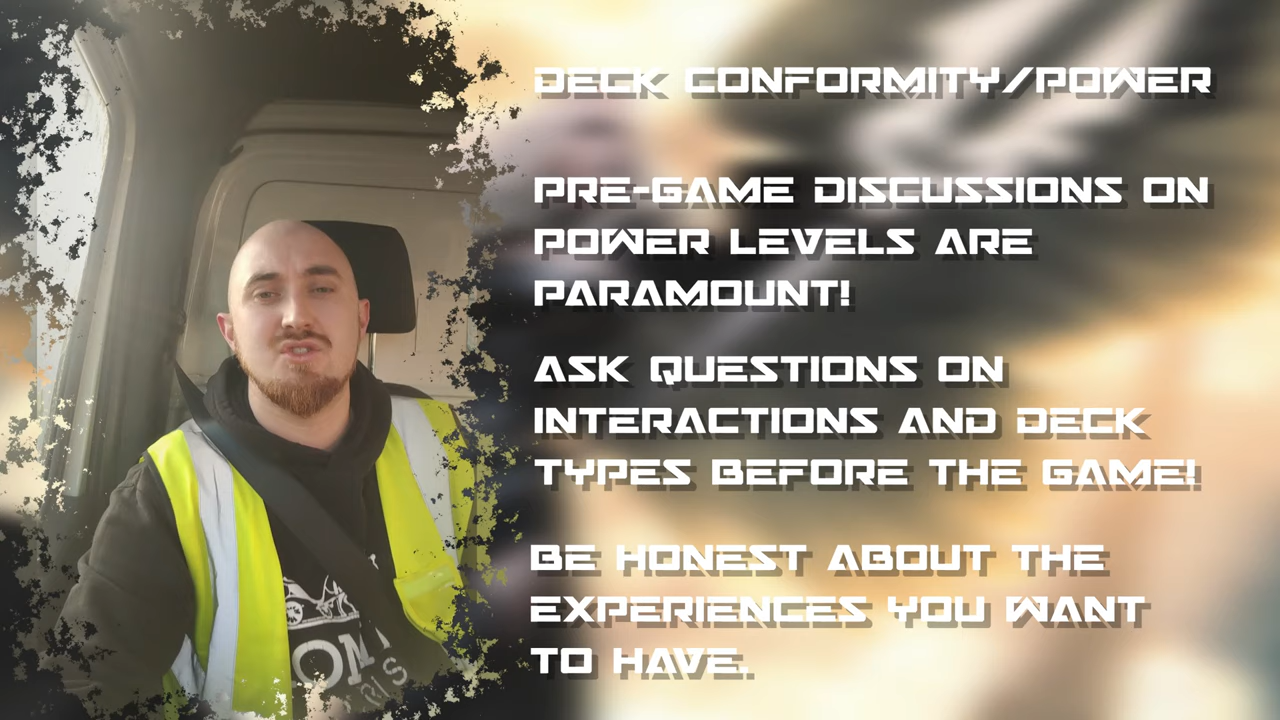 DECK CONFORMITY/POWER
PRE-GAME DISCUSSIONS ON
POWER LEVELS ARE
PARAMOUNT!
ASK QUESTIONS ON
INTERACTIONS AND DECK
TYPES BEFORE THE GAME!
BE HONEST ABOUT THE
EXPERIENCES YOU WANT
TO HAVE.